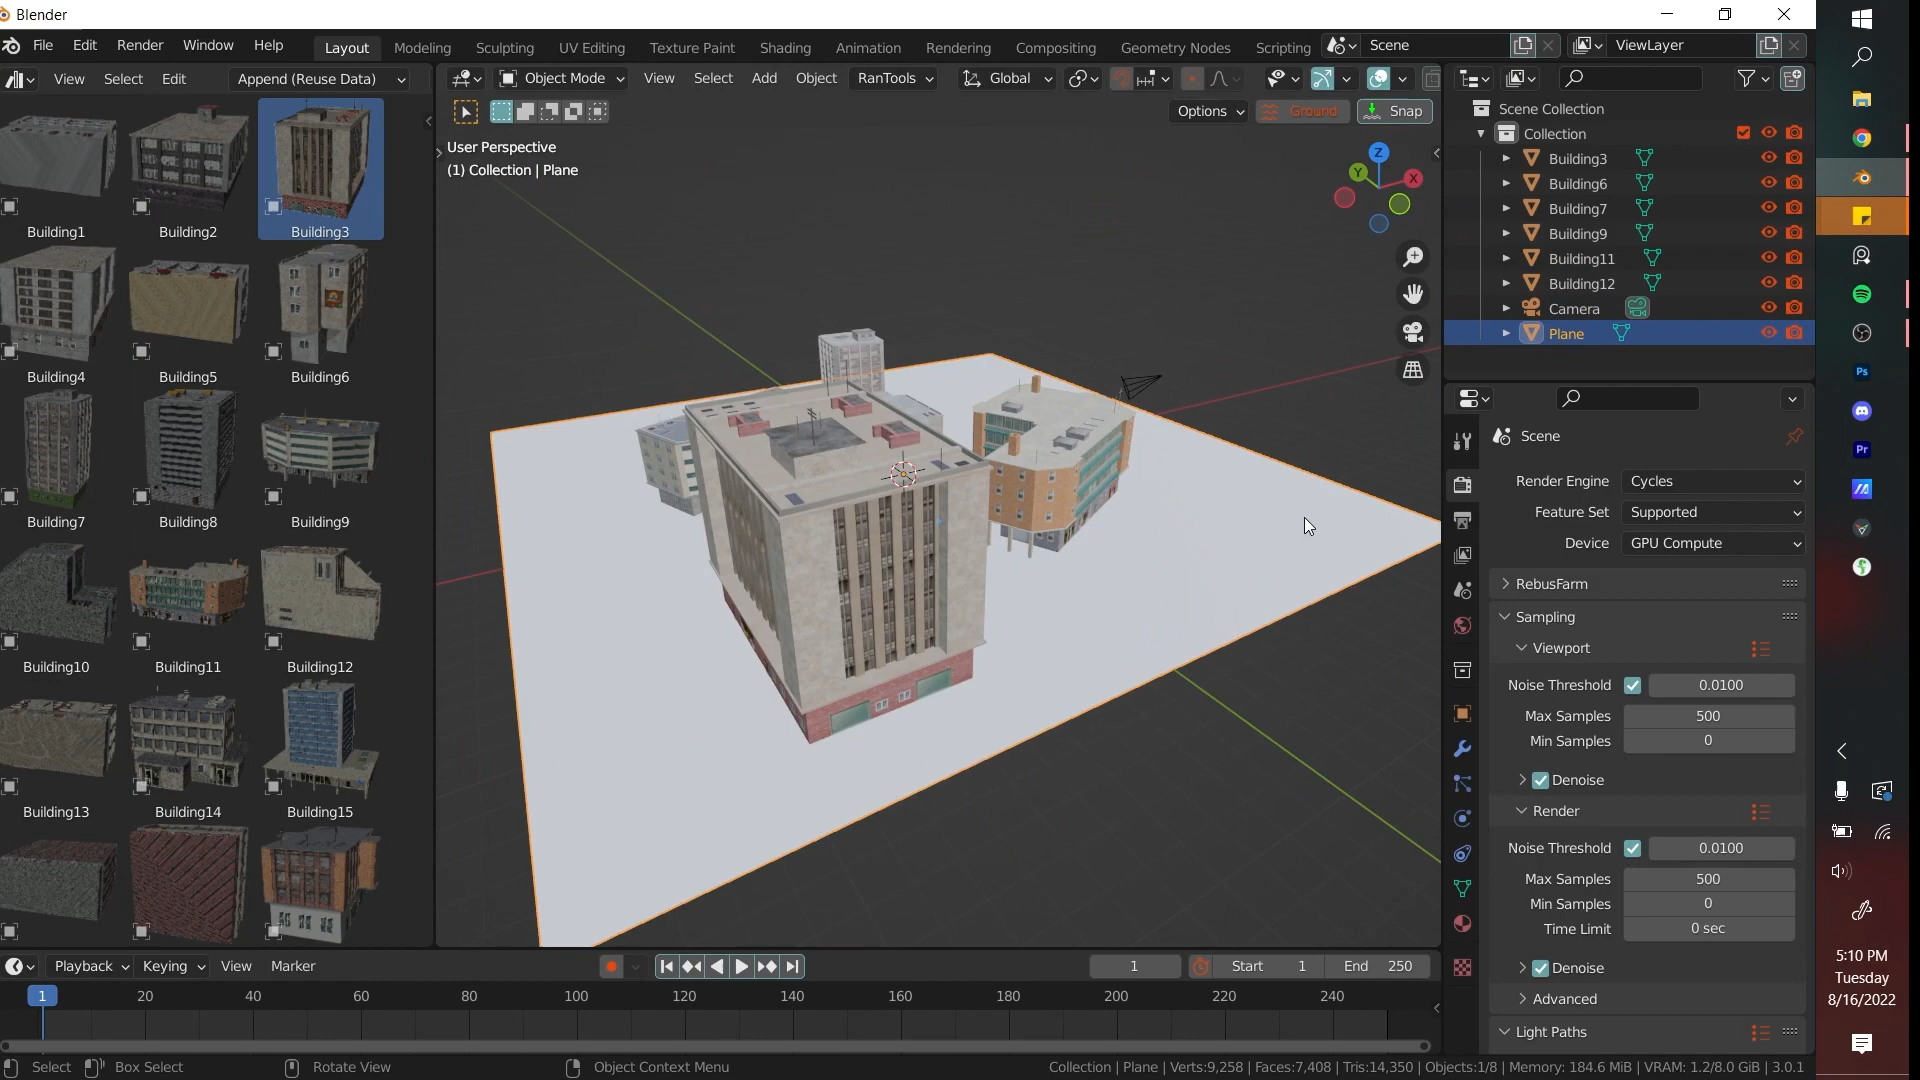 Blender
File Edit Render Window Help Layout Modeling Sculpting UV Editing Texture Paint Shading Animation Rendering Compositing Geometry Nodes Scripting Scene ViewLayer
View Select Edit Append (Reuse Data) Object Mode View Select Add Object RanTools Global
Options Ground Snap
User Perspective
(1) Collection | Plane
Z
Y
X
Building1 Building2 Building3
Building4 Building5 Building6
Building7 Building8 Building9
Building10 Building11 Building12
Building13 Building14 Building15
Scene Collection
Collection
Building3
Building6
Building7
Building9
Building11
Building12
Camera
Plane
Scene
Render Engine Cycles
Feature Set Supported
Device GPU Compute
RebusFarm
Sampling
Viewport
Noise Threshold 0.0100
Max Samples 500
Min Samples 0
Denoise
Render
Noise Threshold 0.0100
Max Samples 500
Min Samples 0
Time Limit 0 sec
Denoise
Advanced
Light Paths
Playback Keying View Marker 1 Start 1 End 250
1 20 40 60 80 100 120 140 160 180 200 220 240
Select Box Select Rotate View Object Context Menu Collection | Plane | Verts:9,258 | Faces:7,408 | Tris:14,350 | Objects:1/8 | Memory: 184.6 MiB | VRAM: 1.2/8.0 GiB | 3.0.1
Ps
Pr
5:10 PM
Tuesday
8/16/2022